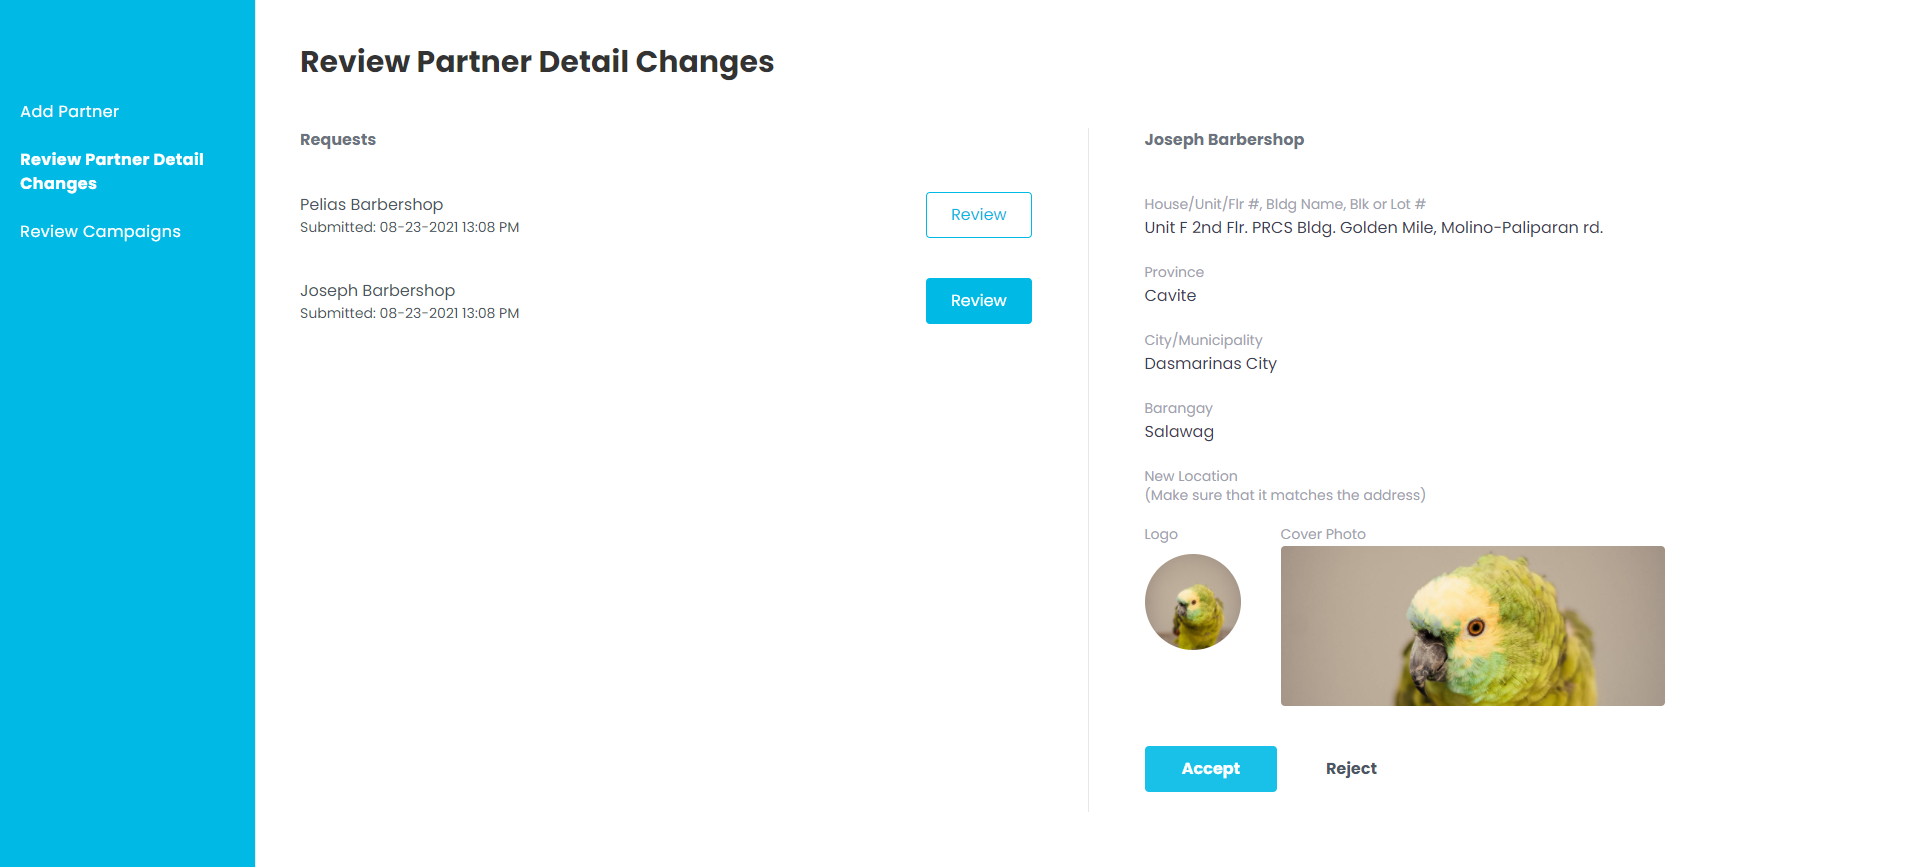 Add Partner
Review Partner Detail
Changes
Review Campaigns
Review Partner Detail Changes
Requests
Pelias Barbershop
Submitted: 08-23-2021 13:08 PM
Review
Joseph Barbershop
Submitted: 08-23-2021 13:08 PM
Review
Joseph Barbershop
House/Unit/Flr #, Bldg Name, Blk or Lot #
Unit F 2nd Flr. PRCS Bldg. Golden Mile, Molino-Paliparan rd.
Province
Cavite
City/Municipality
Dasmarinas City
Barangay
Salawag
New Location
(Make sure that it matches the address)
Logo
Cover Photo
Accept
Reject